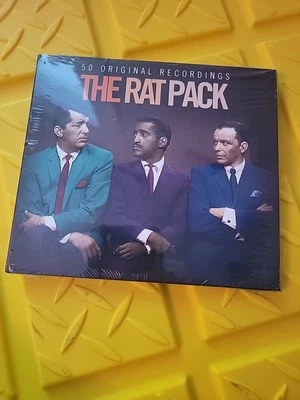 50 ORIGINAL RECORDINGS
THE RAT PACK